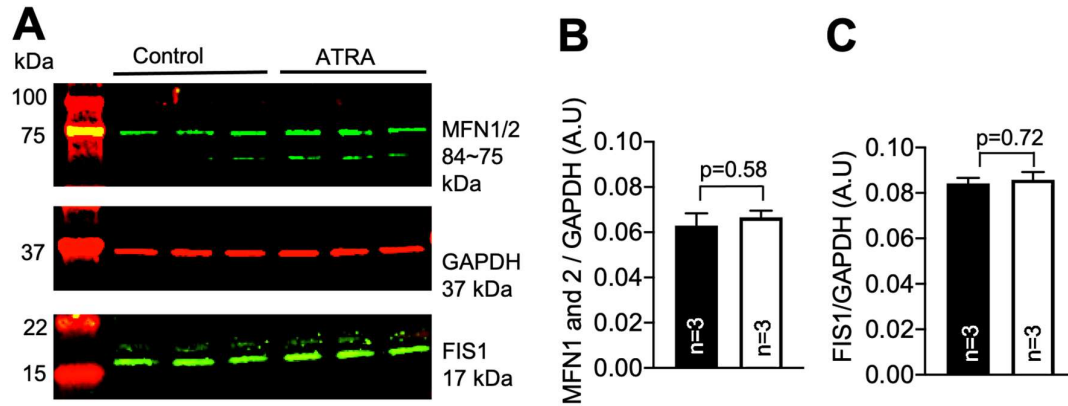 A
kDa
Control
ATRA
100
75
MFN1/2
84~75
kDa
37
GAPDH
37 kDa
22
15
FIS1
17 kDa
B
MFN1 and 2 / GAPDH (A.U)
0.10
0.08
0.06
0.04
0.02
0.00
p=0.58
n=3
n=3
C
FIS1/GAPDH (A.U)
0.10
0.08
0.06
0.04
0.02
0.00
p=0.72
n=3
n=3